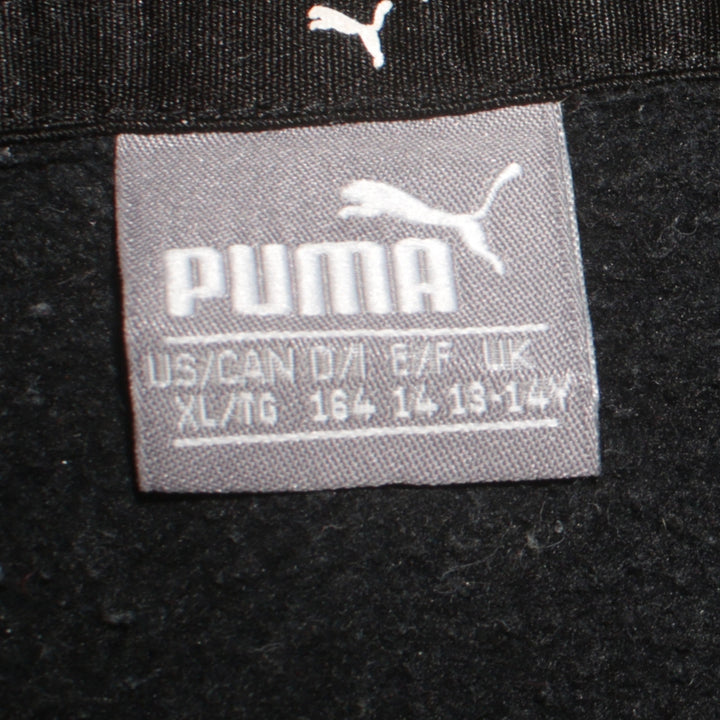 PUMA
US/CAN D/I E/F UK
XL/TG 164 14 13-14Y